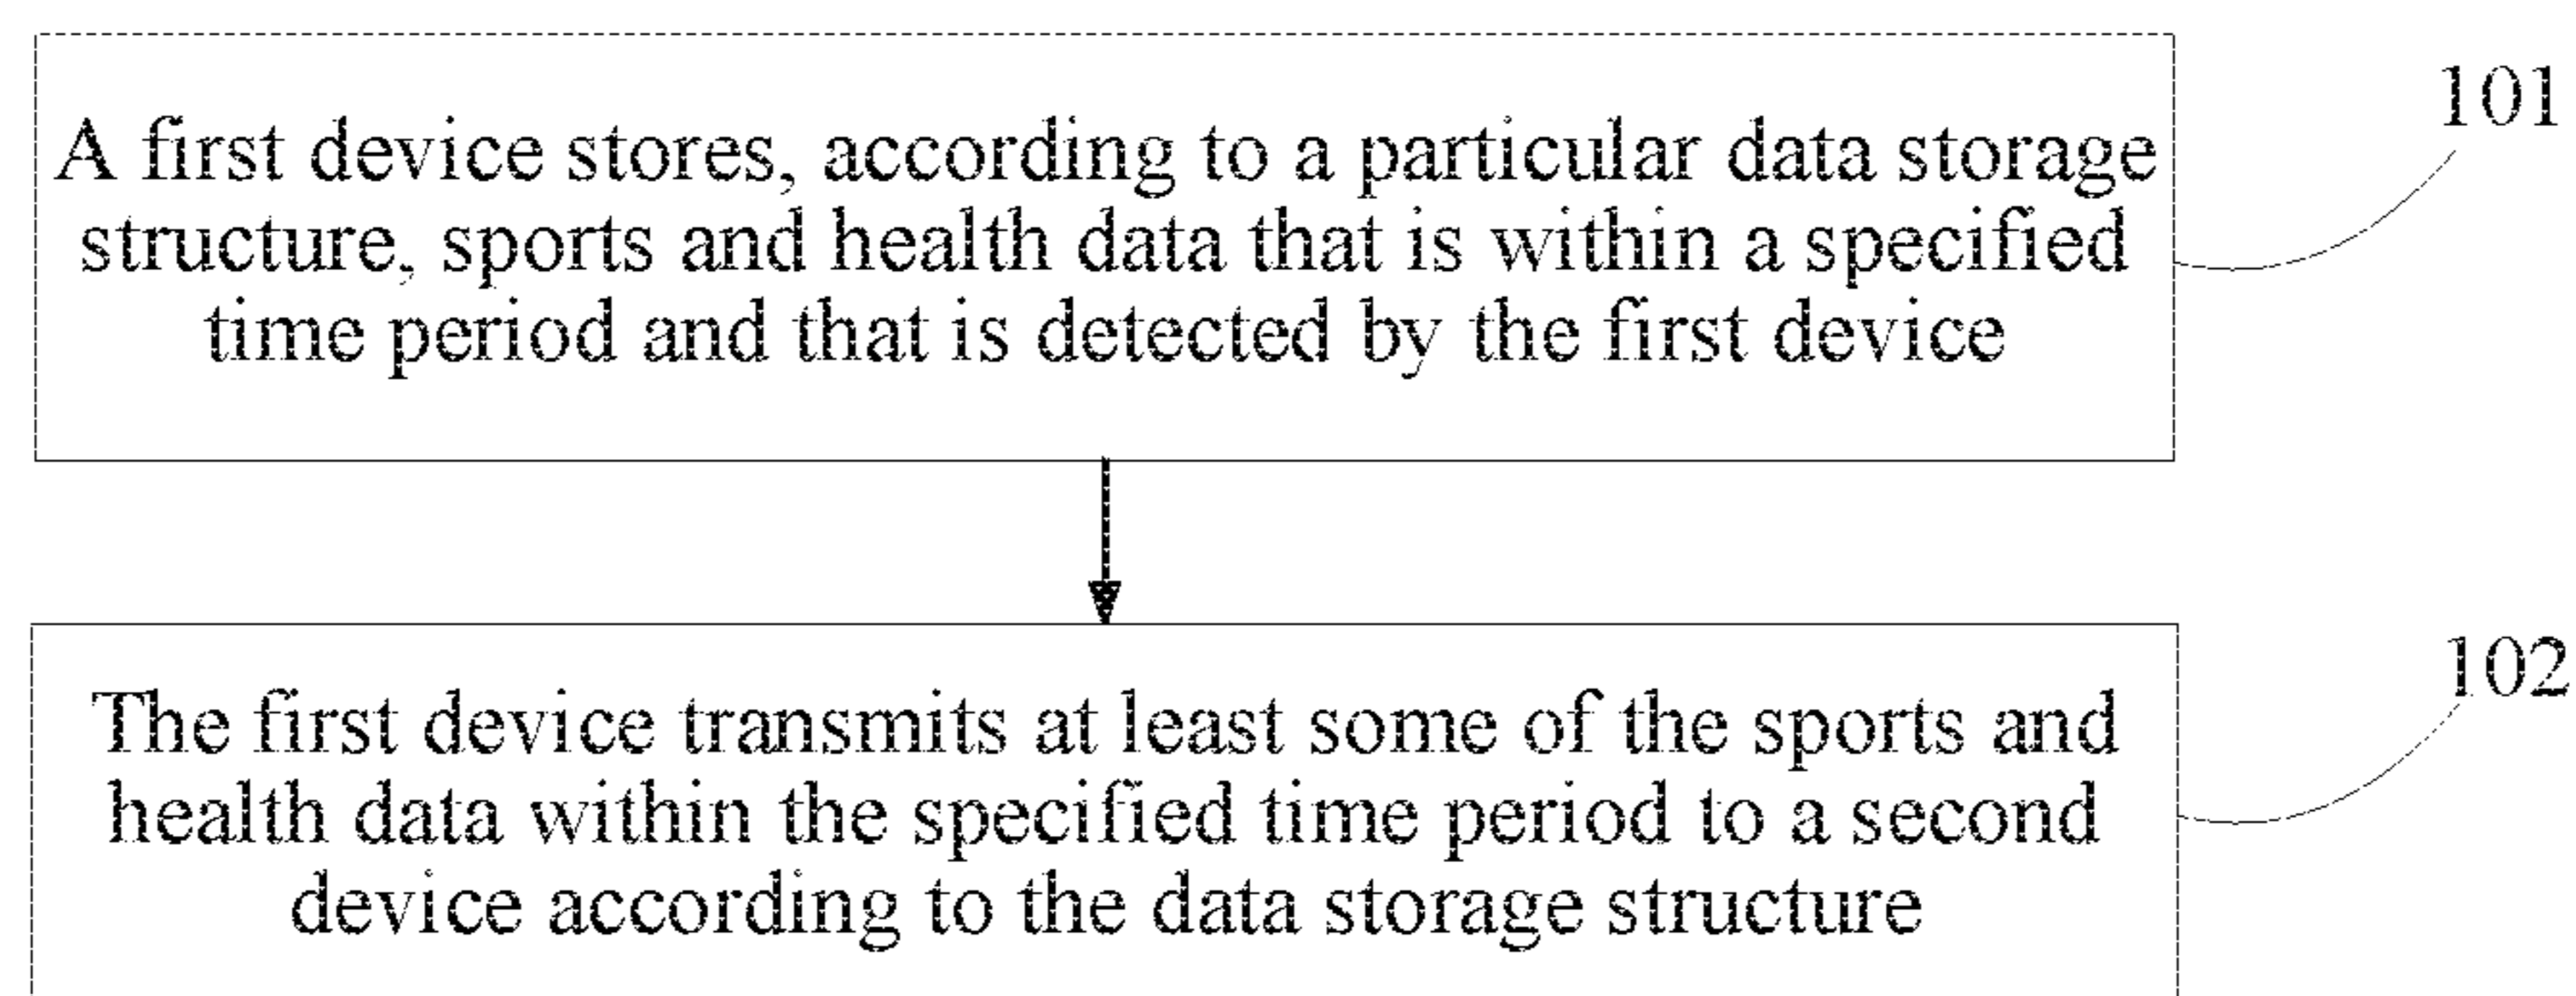 A first device stores, according to a particular data storage
structure, sports and health data that is within a specified
time period and that is detected by the first device
101
The first device transmits at least some of the sports and
health data within the specified time period to a second
device according to the data storage structure
102